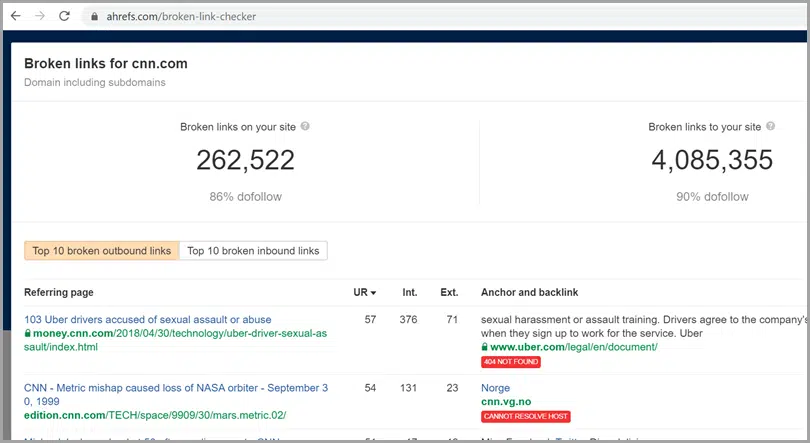 ahrefs.com/broken-link-checker
Broken links for cnn.com
Domain including subdomains
Broken links on your site
Broken links to your site
262,522
4,085,355
86% dofollow
90% dofollow
Top 10 broken outbound links
Top 10 broken inbound links
Referring page
UR
Int.
Ext.
Anchor and backlink
103 Uber drivers accused of sexual assault or abuse
57
376
71
sexual harassment or assault training. Drivers agree to the company's
money.cnn.com/2018/04/30/technology/uber-driver-sexual-as
when they sign up to work for the service. Uber
sault/index.html
www.uber.com/legal/en/document/
404 NOT FOUND
CNN - Metric mishap caused loss of NASA orbiter - September 3
54
131
23
Norge
0, 1999
cnn.vg.no
edition.cnn.com/TECH/space/9909/30/mars.metric.02/
CANNOT RESOLVE HOST